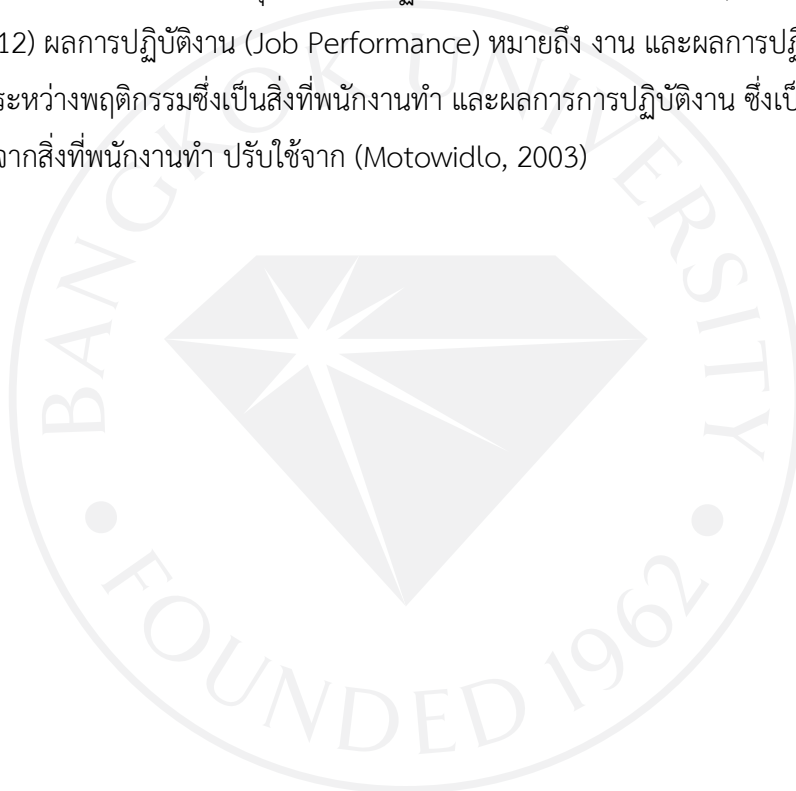 12) ผลการปฏิบัติงาน (Job Performance) หมายถึง งาน และผลการปฏิ
ระหว่างพฤติกรรมซึ่งเป็นสิ่งที่พนักงานทำ และผลการการปฏิบัติงาน ซึ่งเป็
จากสิ่งที่พนักงานทำ ปรับใช้จาก (Motowidlo, 2003)
BANGKOK UNIVERSITY
FOUNDED 1962